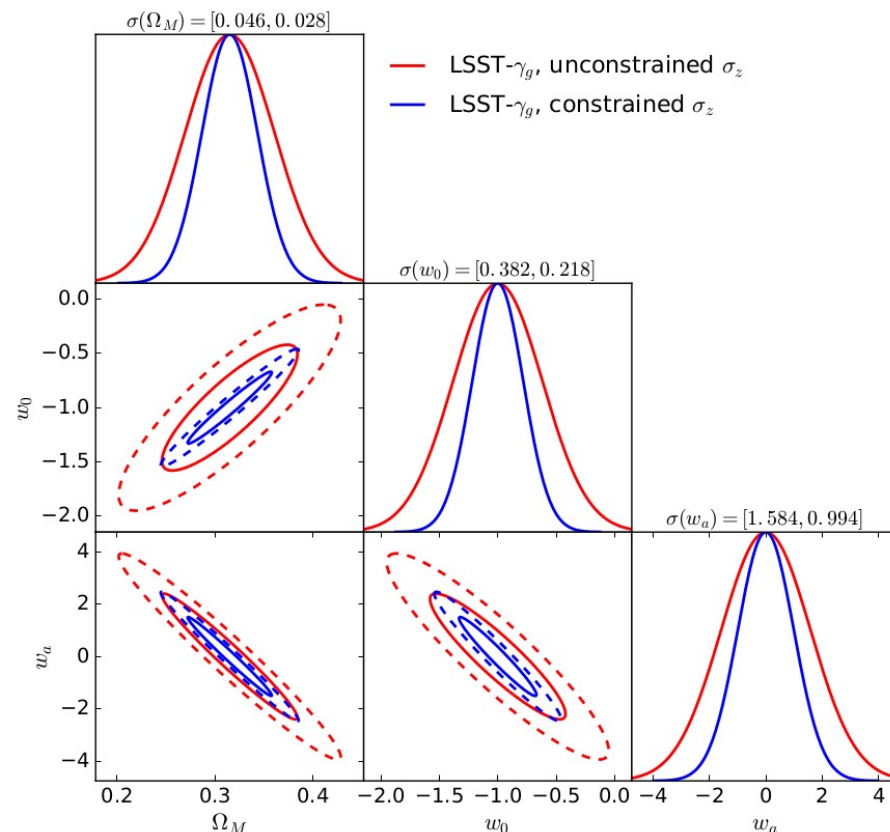 σ(Ω_M) = [0.046, 0.028]
LSST-γ_g, unconstrained σ_z
LSST-γ_g, constrained σ_z
σ(w_0) = [0.382, 0.218]
0.0
−0.5
−1.0
−1.5
−2.0
w_0
σ(w_a) = [1.584, 0.994]
4
2
0
−2
−4
w_a
0.2 0.3 0.4
−2.0 −1.5 −1.0 −0.5 0.0
−4 −2 0 2 4
Ω_M
w_0
w_a